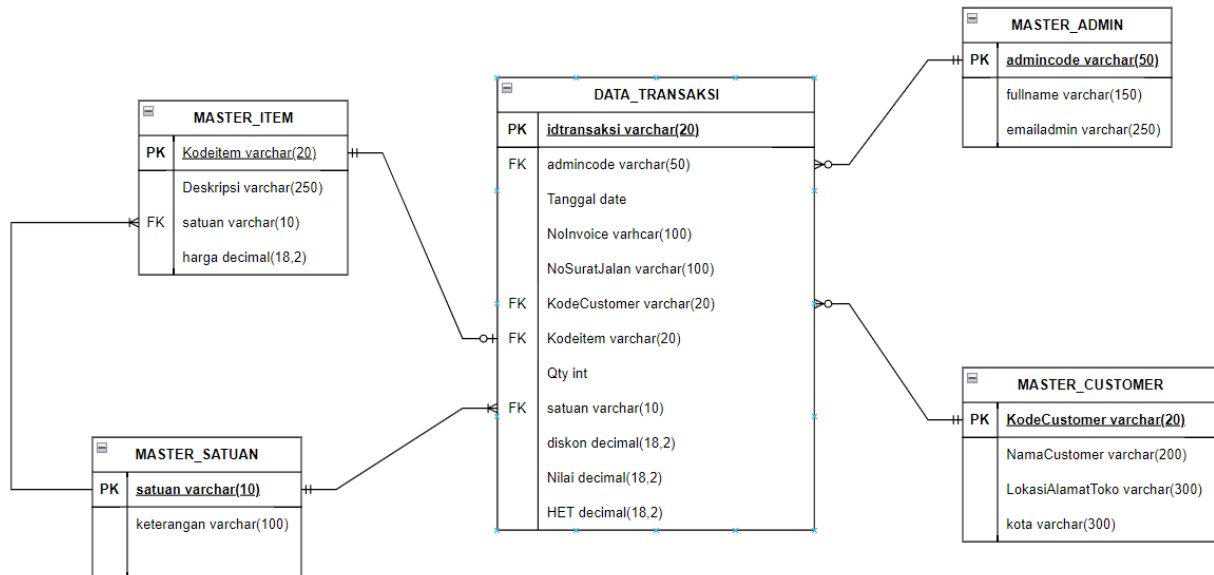 MASTER_ADMIN
PK admincode varchar(50)
fullname varchar(150)
emailadmin varchar(250)
DATA_TRANSAKSI
PK idtransaksi varchar(20)
FK admincode varchar(50)
Tanggal date
NoInvoice varhcar(100)
NoSuratJalan varchar(100)
FK KodeCustomer varchar(20)
FK Kodeitem varchar(20)
Qty int
FK satuan varchar(10)
diskon decimal(18,2)
Nilai decimal(18,2)
HET decimal(18,2)
MASTER_ITEM
PK Kodeitem varchar(20)
Deskripsi varchar(250)
FK satuan varchar(10)
harga decimal(18,2)
MASTER_CUSTOMER
PK KodeCustomer varchar(20)
NamaCustomer varchar(200)
LokasiAlamatToko varchar(300)
kota varchar(300)
MASTER_SATUAN
PK satuan varchar(10)
keterangan varchar(100)